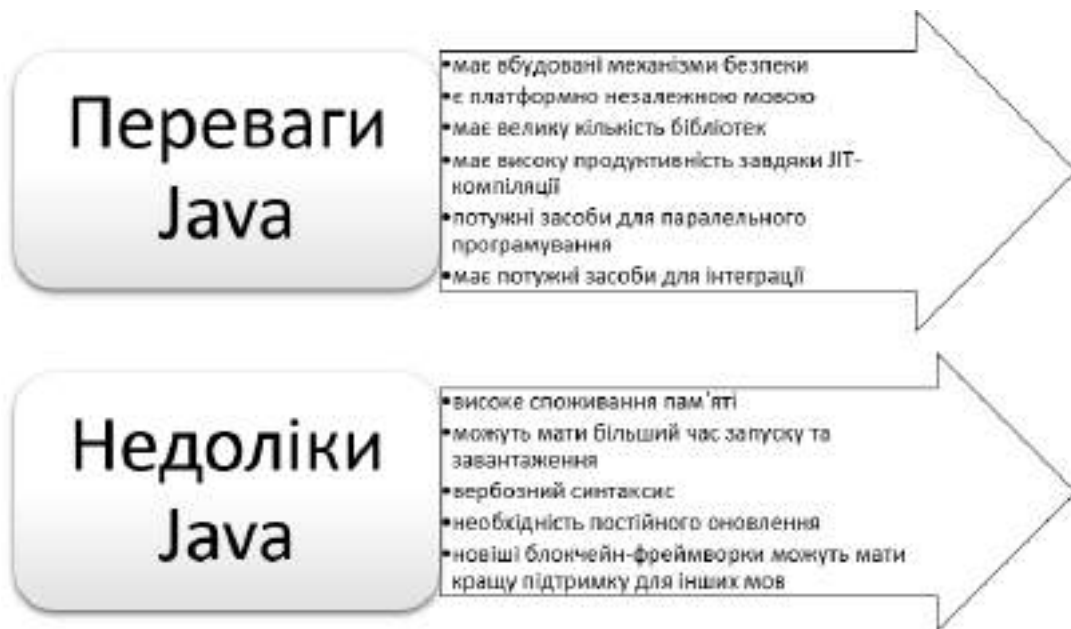 Переваги
Java
•має вбудовані механізми безпеки
•є платформно незалежною мовою
•має велику кількість бібліотек
•має високу продуктивність завдяки JIT-
компіляції
•потужні засоби для паралельного
програмування
•має потужні засоби для інтеграції
Недоліки
Java
•високе споживання пам'яті
•можуть мати більший час запуску та
завантаження
•вербозний синтаксис
•необхідність постійного оновлення
•новіші блокчейн-фреймворки можуть мати
кращу підтримку для інших мов